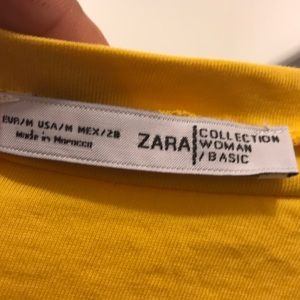 EUR/M USA/M MEX/28
Made in Morocco
ZARA
COLLECTION
WOMAN
/BASIC